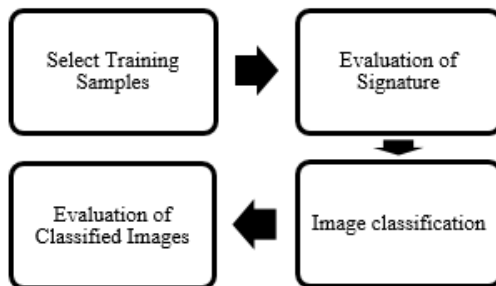 Select Training
Samples
Evaluation of
Signature
Image classification
Evaluation of
Classified Images